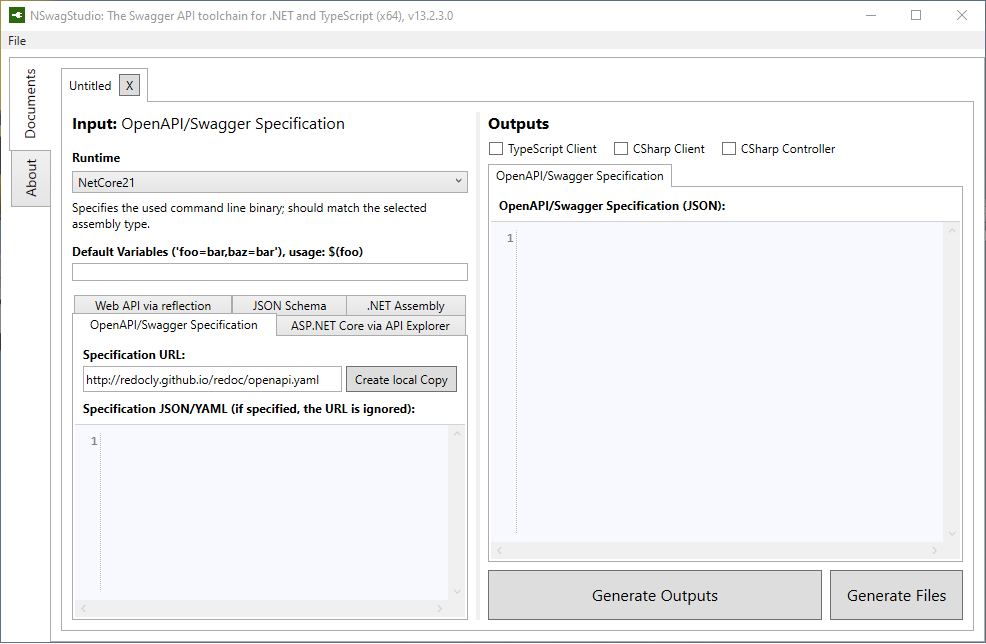 NSwagStudio: The Swagger API toolchain for .NET and TypeScript (x64), v13.2.3.0
File
Documents
About
Untitled X
Input: OpenAPI/Swagger Specification
Runtime
NetCore21
Specifies the used command line binary; should match the selected
assembly type.
Default Variables ('foo=bar,baz=bar'), usage: $(foo)
Web API via reflection JSON Schema .NET Assembly
OpenAPI/Swagger Specification ASP.NET Core via API Explorer
Specification URL:
http://redocly.github.io/redoc/openapi.yaml Create local Copy
Specification JSON/YAML (if specified, the URL is ignored):
1
Outputs
TypeScript Client CSharp Client CSharp Controller
OpenAPI/Swagger Specification
OpenAPI/Swagger Specification (JSON):
1
Generate Outputs Generate Files